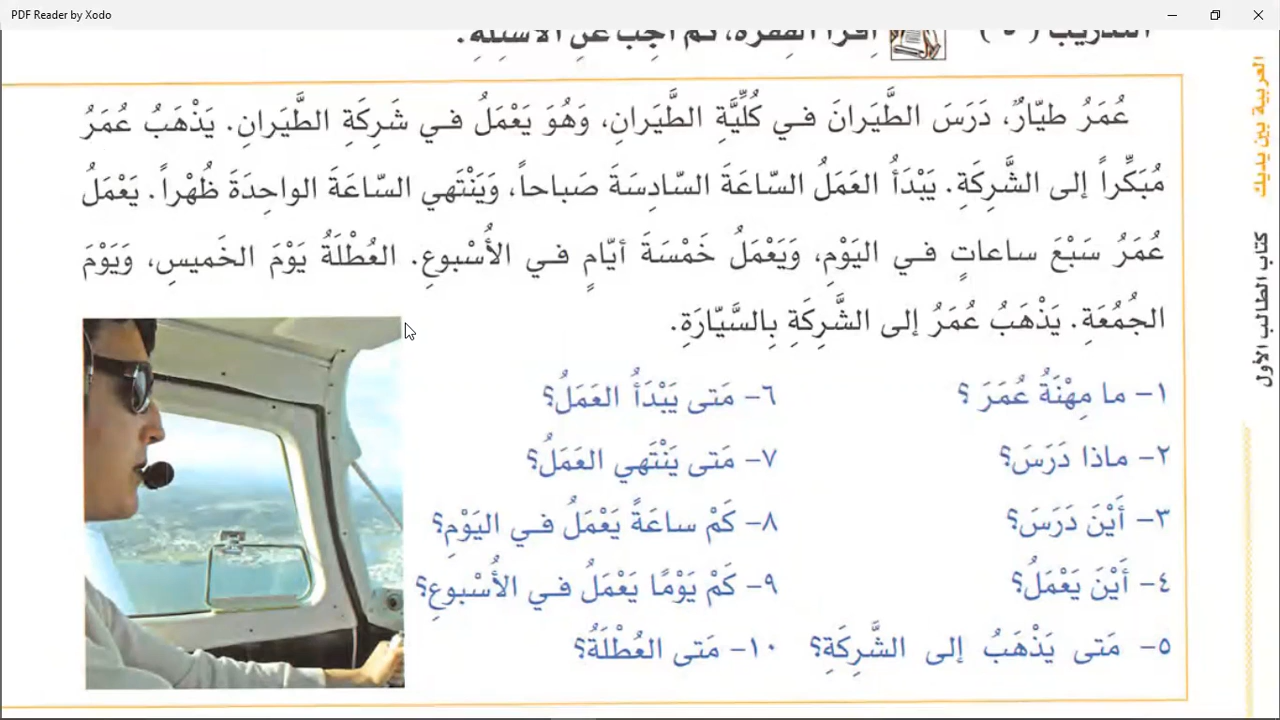 PDF Reader by Xodo
التدريب (٥) اِقْرَأ الفِقْرَةَ، ثُمَّ أَجِبْ عَنِ الأَسْئِلَةِ.
عُمَرُ طيّارٌ، دَرَسَ الطَّيَرانَ في كُلِّيَّةِ الطَّيَرانِ، وَهُوَ يَعْمَلُ في شَرِكَةِ الطَّيَرانِ. يَذْهَبُ عُمَرُ
مُبَكِّراً إلى الشَّرِكَةِ. يَبْدَأُ العَمَلُ السّاعَةَ السّادِسَةَ صَباحاً، وَيَنْتَهي السّاعَةَ الواحِدَةَ ظُهْراً. يَعْمَلُ
عُمَرُ سَبْعَ ساعاتٍ في اليَوْمِ، وَيَعْمَلُ خَمْسَةَ أيّامٍ في الأُسْبوعِ. العُطْلَةُ يَوْمَ الخَميسِ، وَيَوْمَ
الجُمُعَةِ. يَذْهَبُ عُمَرُ إلى الشَّرِكَةِ بِالسَّيّارَةِ.
١- ما مِهْنَةُ عُمَرَ ؟
٢- ماذا دَرَسَ؟
٣- أَيْنَ دَرَسَ؟
٤- أَيْنَ يَعْمَلُ؟
٥- مَتى يَذْهَبُ إلى الشَّرِكَةِ؟
٦- مَتى يَبْدَأُ العَمَلُ؟
٧- مَتى يَنْتَهي العَمَلُ؟
٨- كَمْ ساعَةً يَعْمَلُ في اليَوْمِ؟
٩- كَمْ يَوْمًا يَعْمَلُ في الأُسْبوعِ؟
١٠- مَتى العُطْلَةُ؟
العربية بين يديك
كتاب الطالب الأول